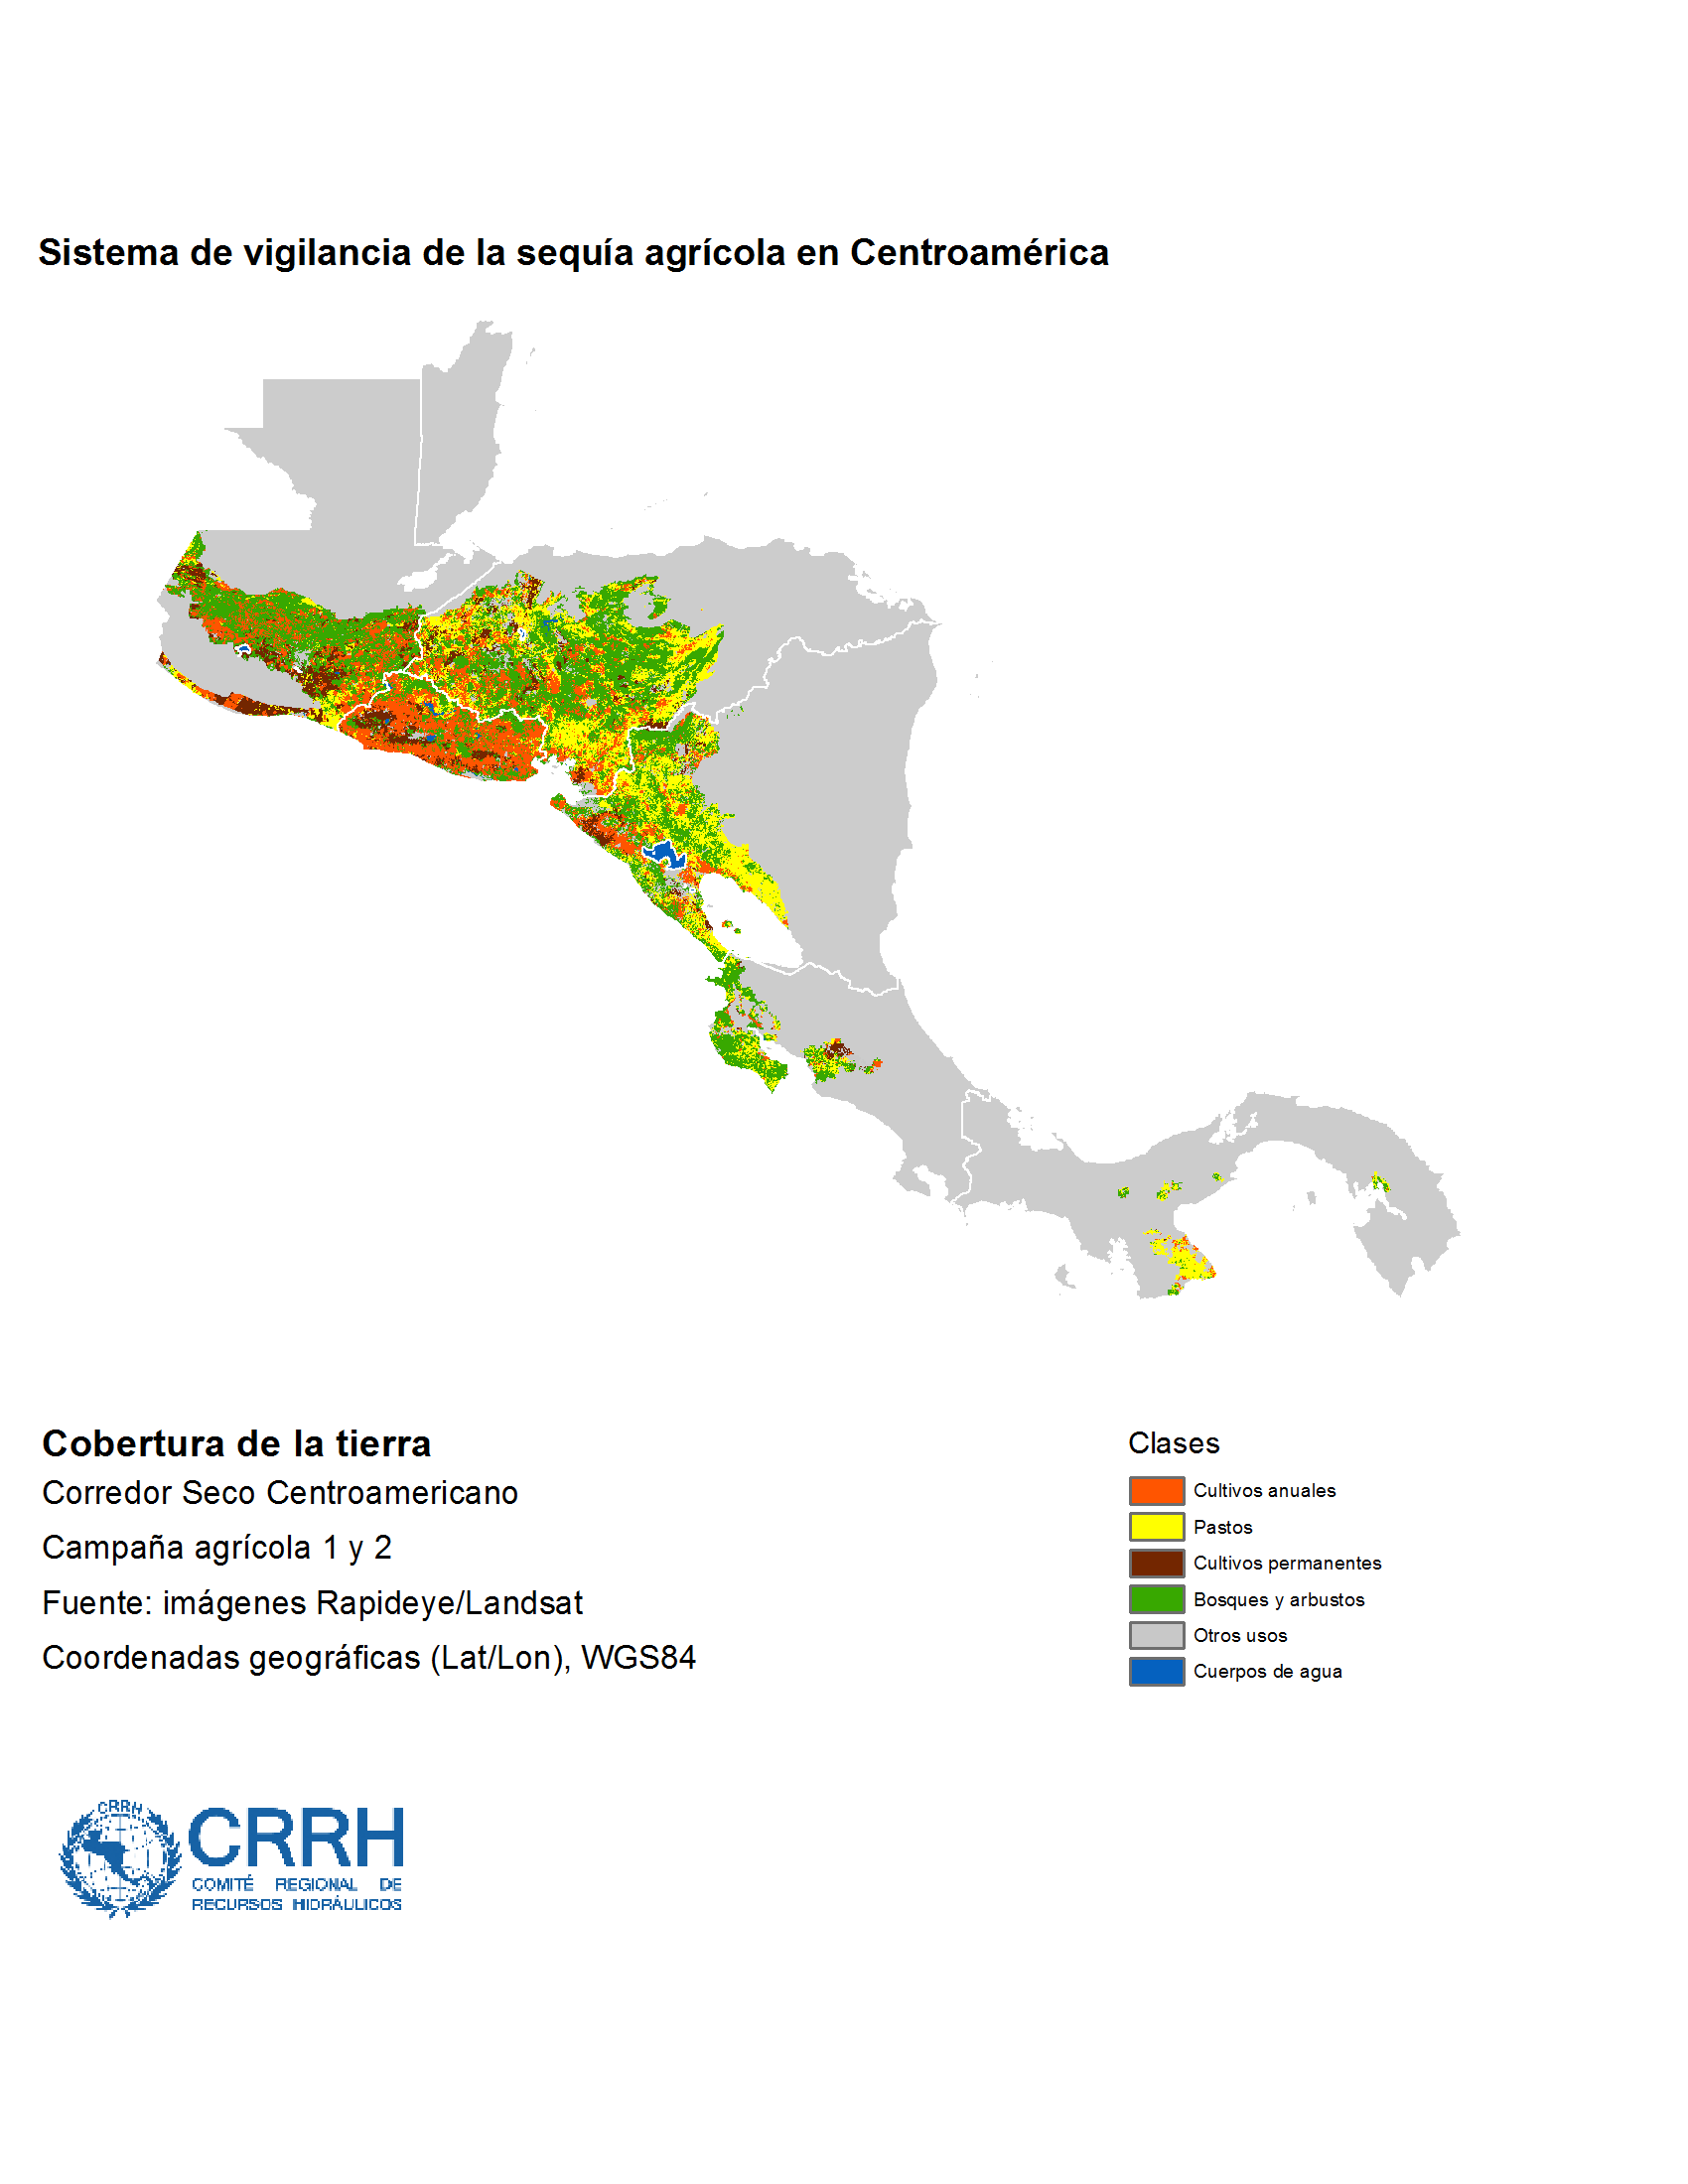 Sistema de vigilancia de la sequía agrícola en Centroamérica
Cobertura de la tierra
Corredor Seco Centroamericano
Campaña agrícola 1 y 2
Fuente: imágenes Rapideye/Landsat
Coordenadas geográficas (Lat/Lon), WGS84
Clases
Cultivos anuales
Pastos
Cultivos permanentes
Bosques y arbustos
Otros usos
Cuerpos de agua
CRRH
CRRH
COMITÉ REGIONAL DE
RECURSOS HIDRÁULICOS